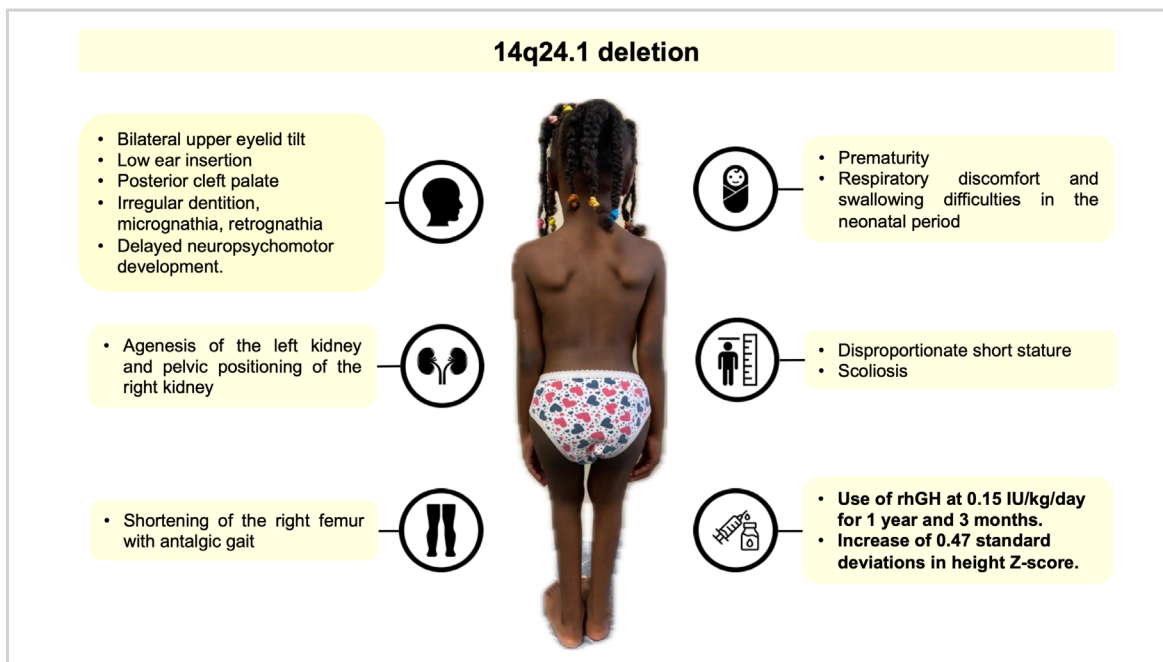 14q24.1 deletion
• Bilateral upper eyelid tilt
• Low ear insertion
• Posterior cleft palate
• Irregular dentition,
micrognathia, retrognathia
• Delayed neuropsychomotor
development.
• Agenesis of the left kidney
and pelvic positioning of the
right kidney
• Shortening of the right femur
with antalgic gait
• Prematurity
• Respiratory discomfort and
swallowing difficulties in the
neonatal period
• Disproportionate short stature
• Scoliosis
• Use of rhGH at 0.15 IU/kg/day
for 1 year and 3 months.
• Increase of 0.47 standard
deviations in height Z-score.